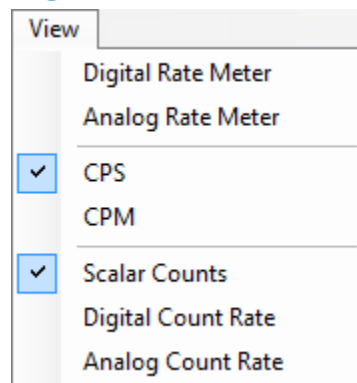 View
Digital Rate Meter
Analog Rate Meter
CPS
CPM
Scalar Counts
Digital Count Rate
Analog Count Rate